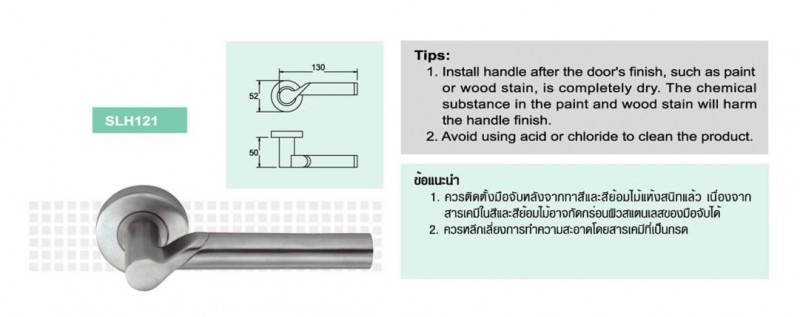 SLH121
130
52
50
Tips:
1. Install handle after the door's finish, such as paint
or wood stain, is completely dry. The chemical
substance in the paint and wood stain will harm
the handle finish.
2. Avoid using acid or chloride to clean the product.
ข้อแนะนำ
1. ควรติดตั้งมือจับหลังจากทาสีและสีย้อมไม้แห้งสนิทแล้ว เนื่องจาก
สารเคมีในสีและสีย้อมไม้อาจกัดกร่อนผิวสแตนเลสของมือจับได้
2. ควรหลีกเลี่ยงการทำความสะอาดโดยสารเคมีที่เป็นกรด